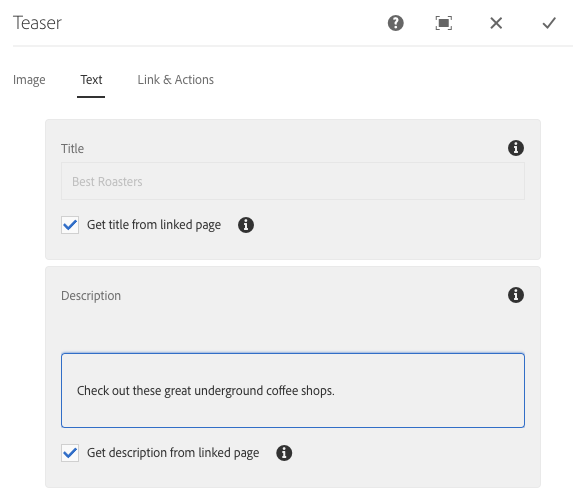 Teaser
Image Text Link & Actions
Title
Best Roasters
Get title from linked page
Description
Check out these great underground coffee shops.
Get description from linked page